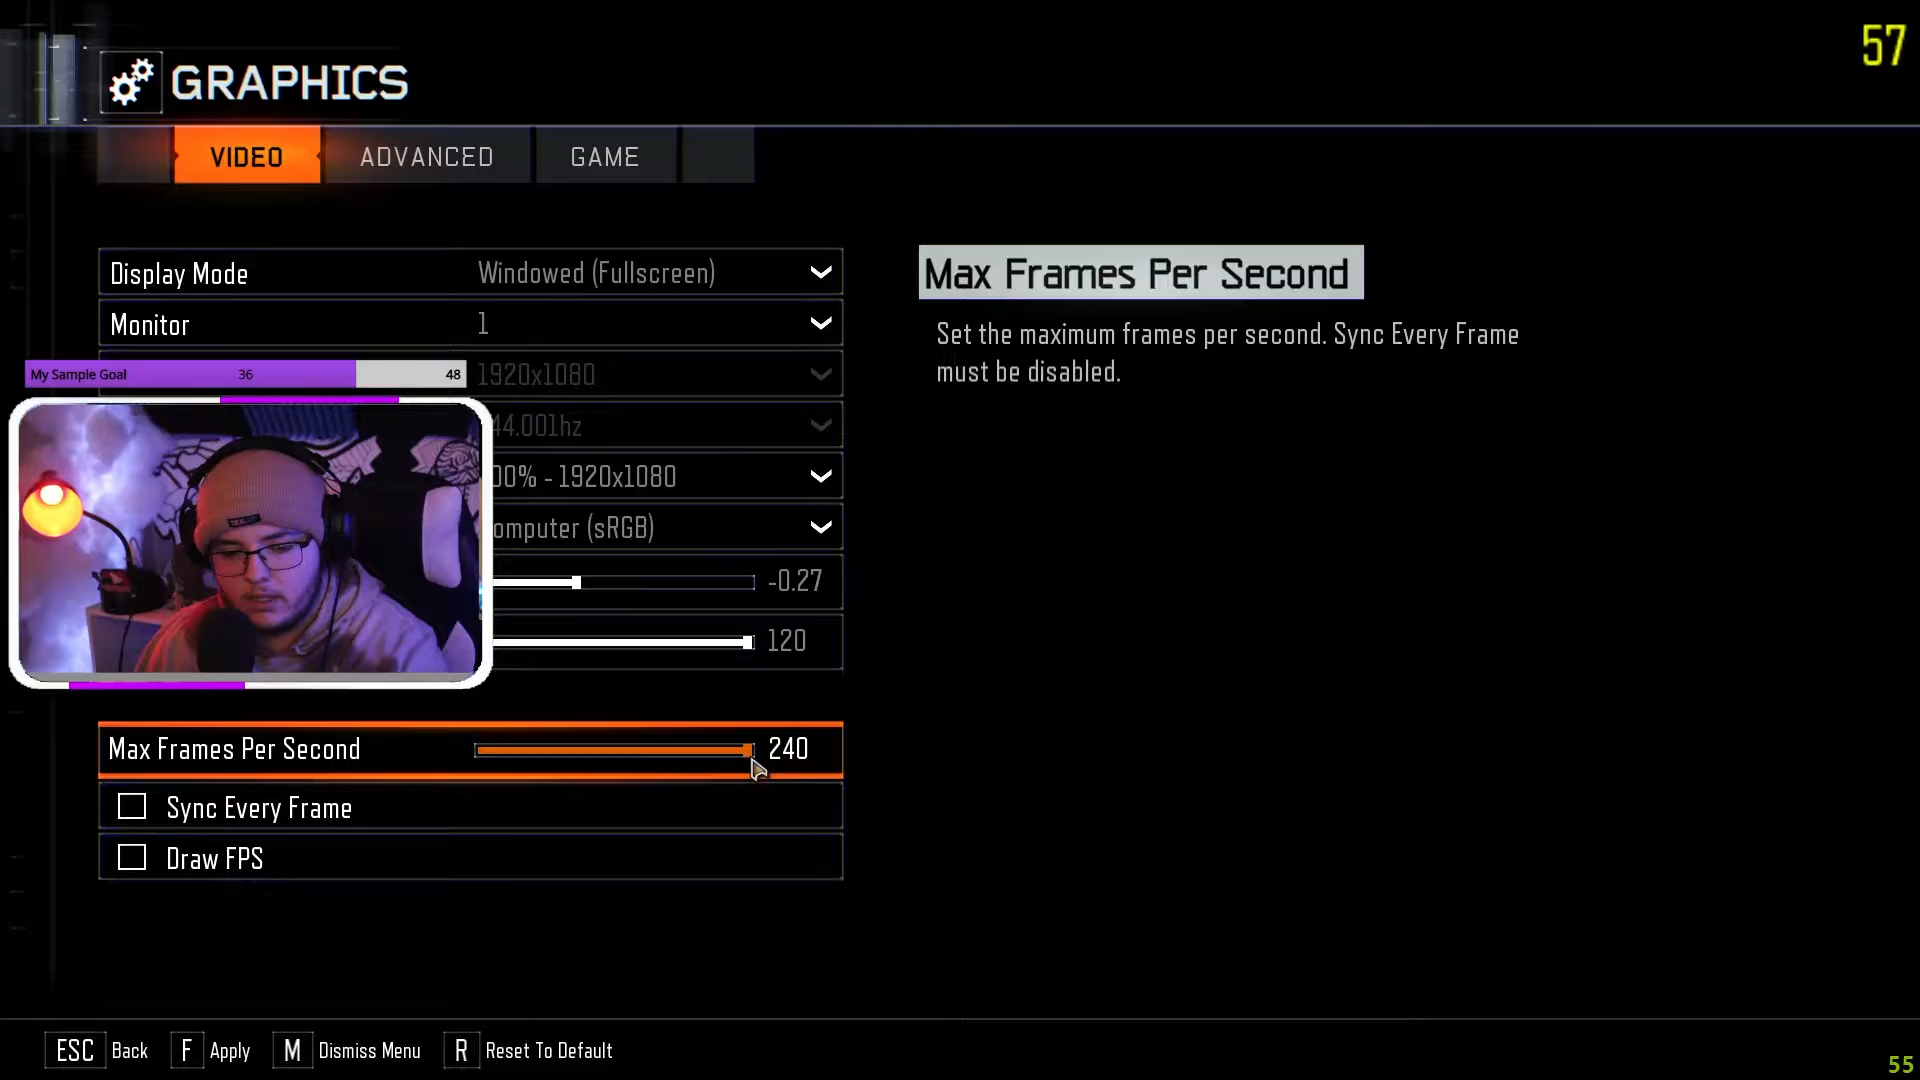 57
GRAPHICS
VIDEO ADVANCED GAME
Display Mode Windowed (Fullscreen)
Monitor 1
My Sample Goal 36 48
1920x1080
44.001hz
00% - 1920x1080
omputer (sRGB)
-0.27
120
Max Frames Per Second 240
Sync Every Frame
Draw FPS
Max Frames Per Second
Set the maximum frames per second. Sync Every Frame
must be disabled.
ESC Back F Apply M Dismiss Menu R Reset To Default
55